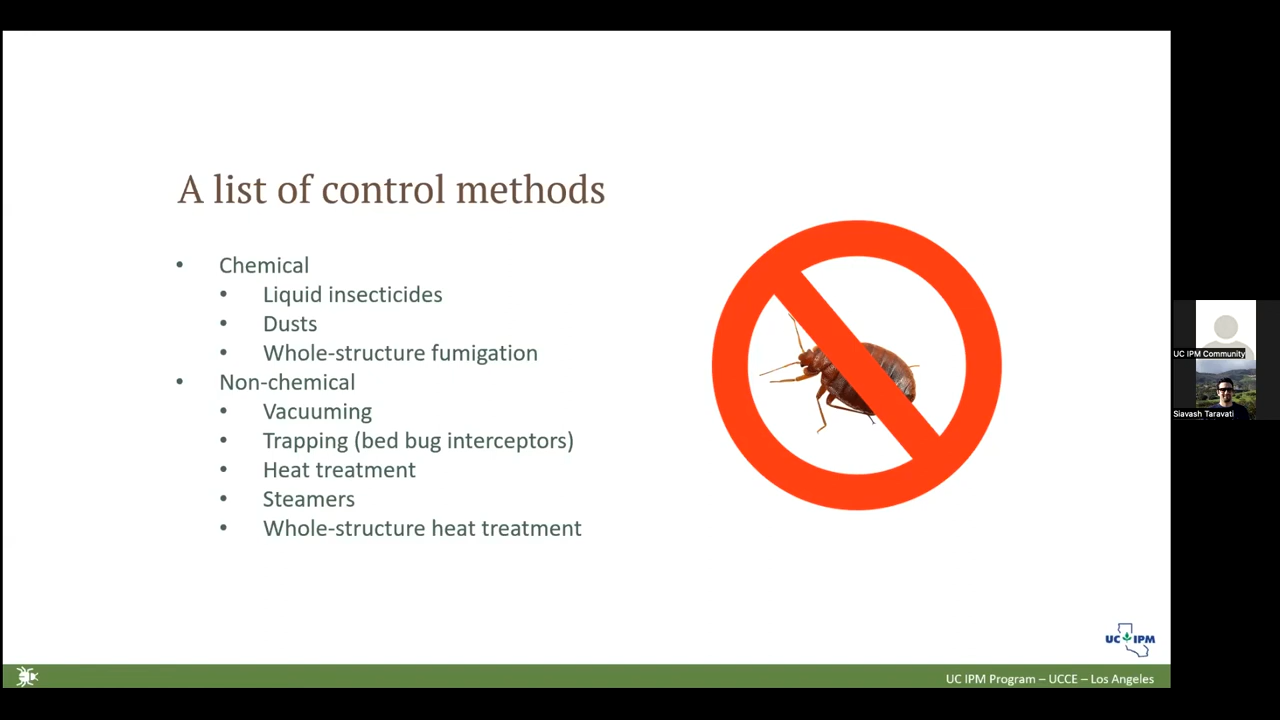 A list of control methods
• Chemical
• Liquid insecticides
• Dusts
• Whole-structure fumigation
• Non-chemical
• Vacuuming
• Trapping (bed bug interceptors)
• Heat treatment
• Steamers
• Whole-structure heat treatment
UC IPM
UC IPM Program – UCCE – Los Angeles
UC IPM Community
Siavash Taravati